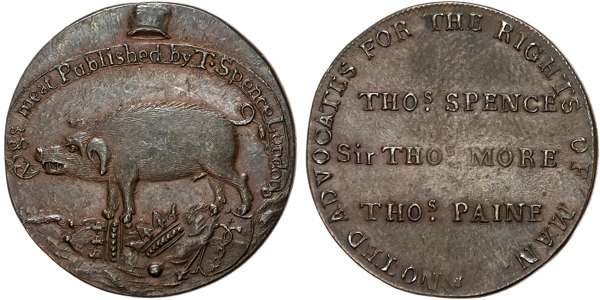 Pigs meat Published by T: Spence London
NOTED ADVOCATES FOR THE RIGHTS OF MAN.
THOS. SPENCE
Sir THOS. MORE
THOS. PAINE